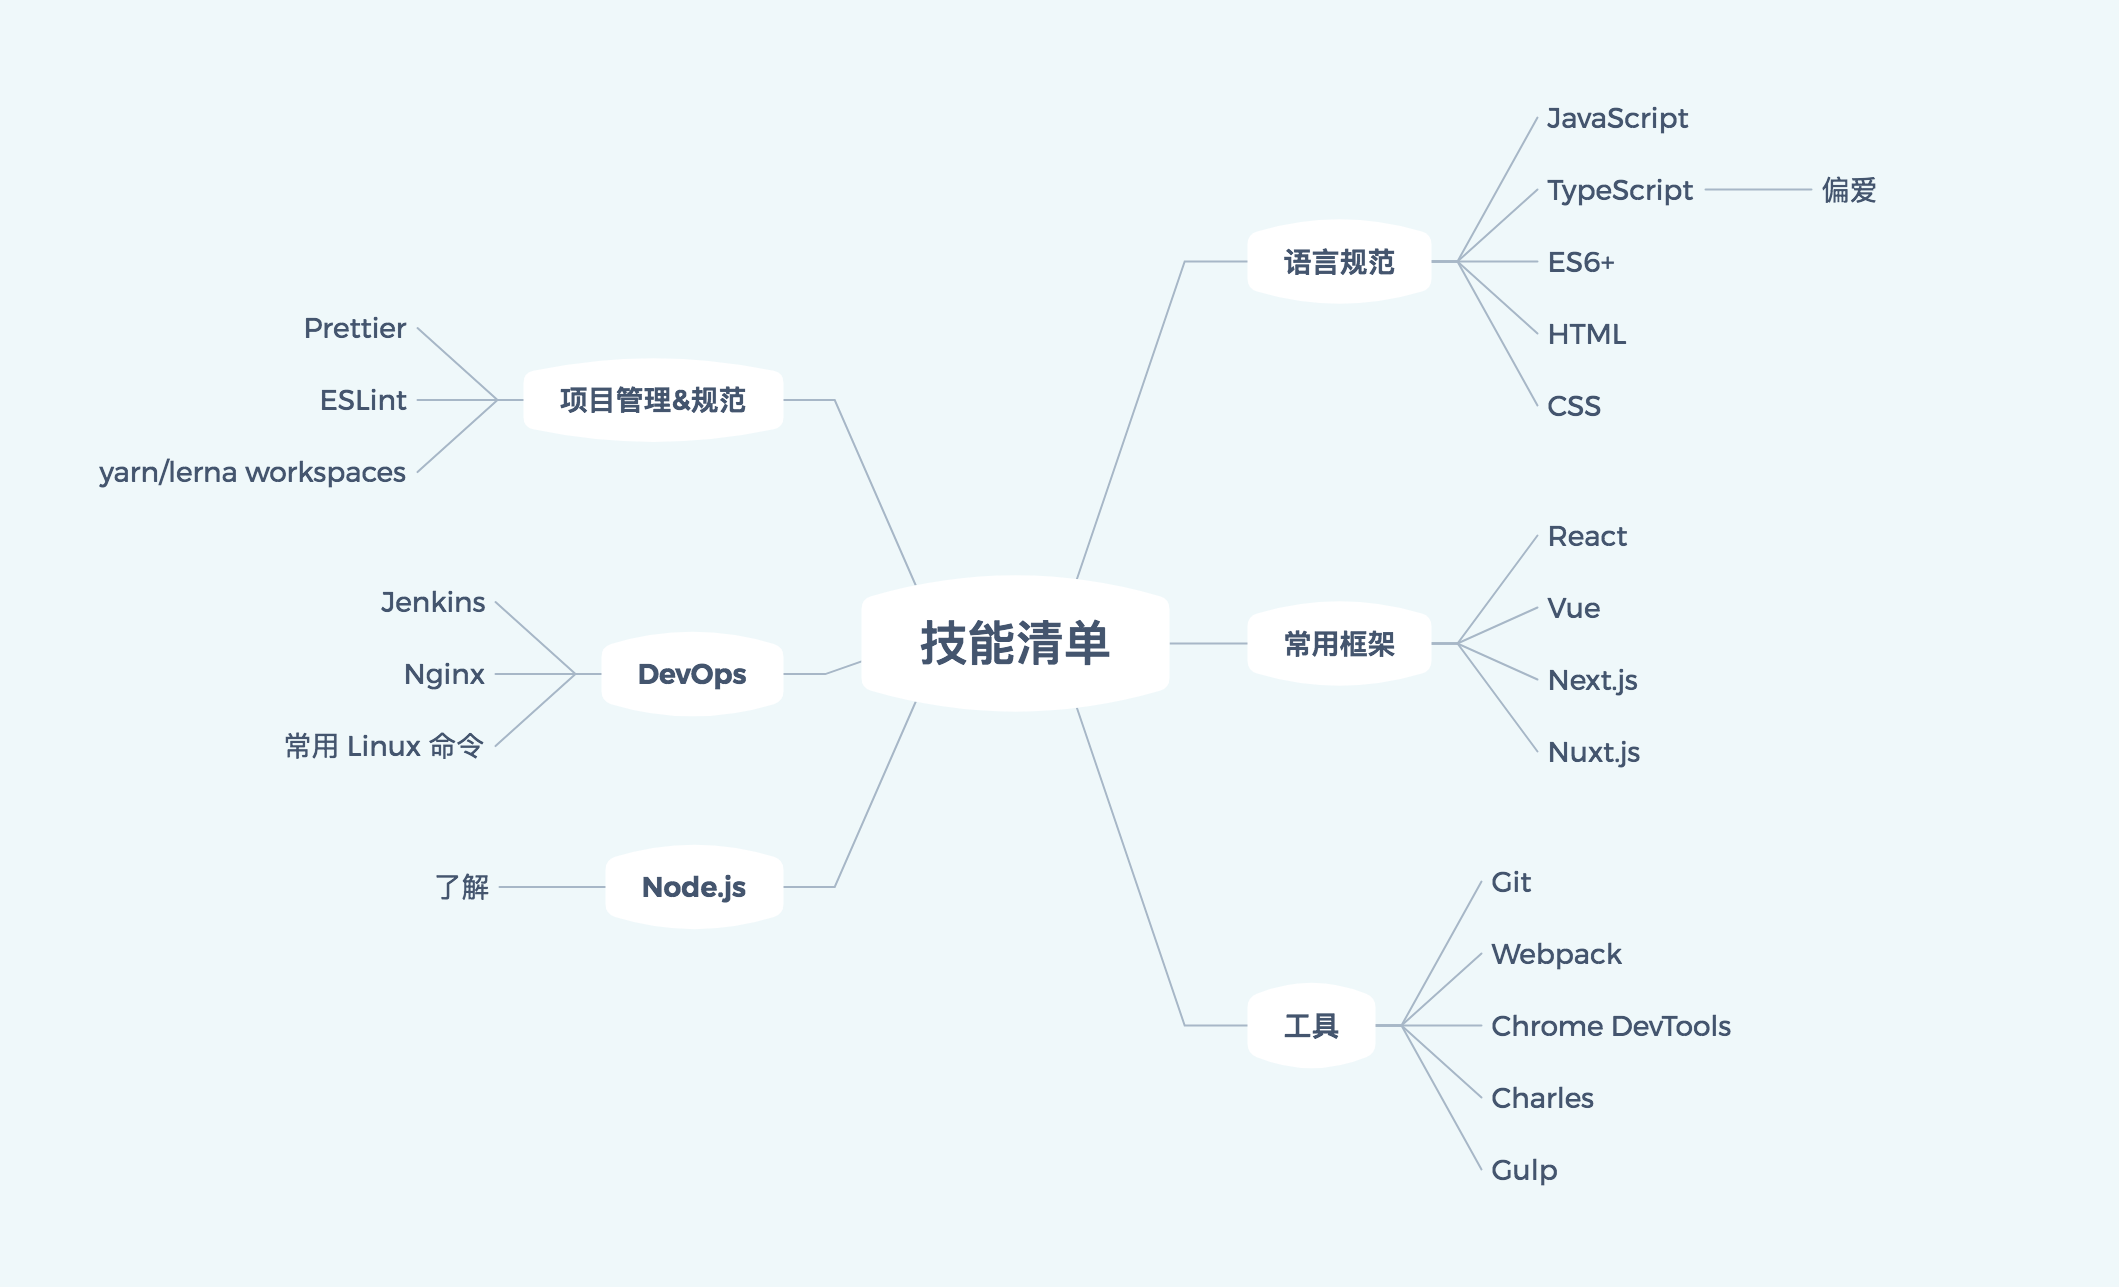 技能清单
语言规范
JavaScript
TypeScript
偏爱
ES6+
HTML
CSS
常用框架
React
Vue
Next.js
Nuxt.js
工具
Git
Webpack
Chrome DevTools
Charles
Gulp
项目管理&规范
Prettier
ESLint
yarn/lerna workspaces
DevOps
Jenkins
Nginx
常用 Linux 命令
Node.js
了解